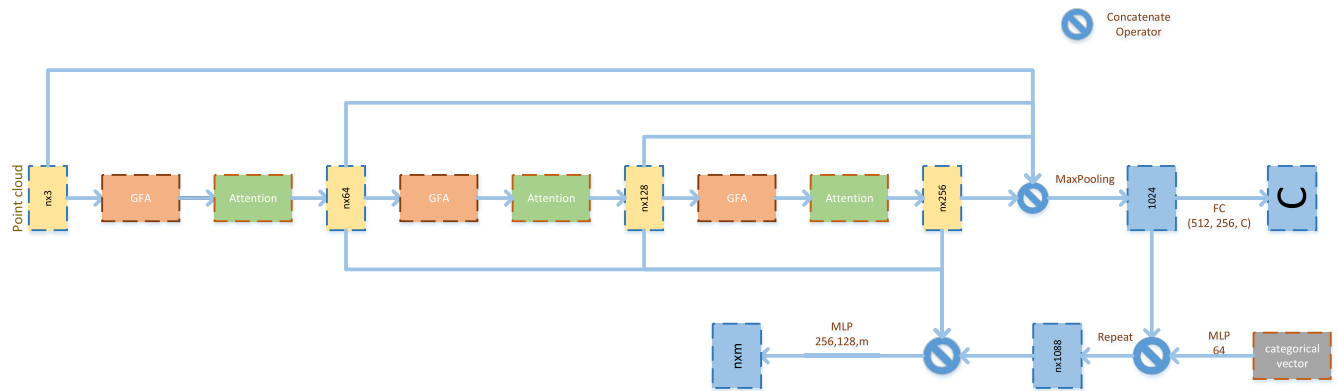 Concatenate
Operator
Point cloud
nx3
GFA
Attention
nx64
GFA
Attention
nx128
GFA
Attention
nx256
MaxPooling
1024
FC
(512, 256, C)
C
nxm
MLP
256,128,m
nx1088
Repeat
MLP
64
categorical
vector